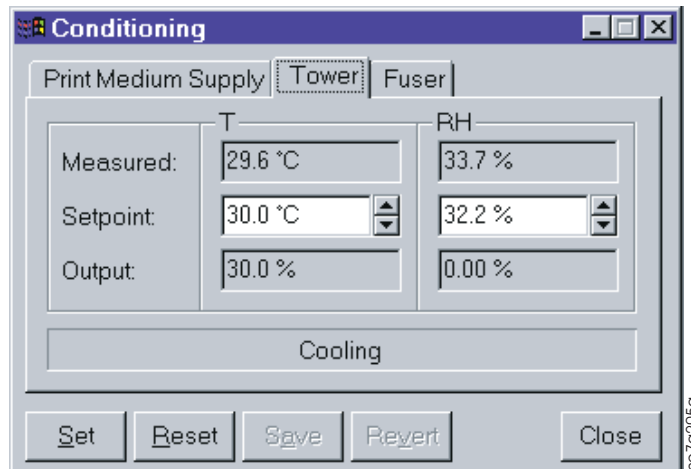 Conditioning
Print Medium Supply Tower Fuser
T RH
Measured: 29.6 °C 33.7 %
Setpoint: 30.0 °C 32.2 %
Output: 30.0 % 0.00 %
Cooling
Set Reset Save Revert Close